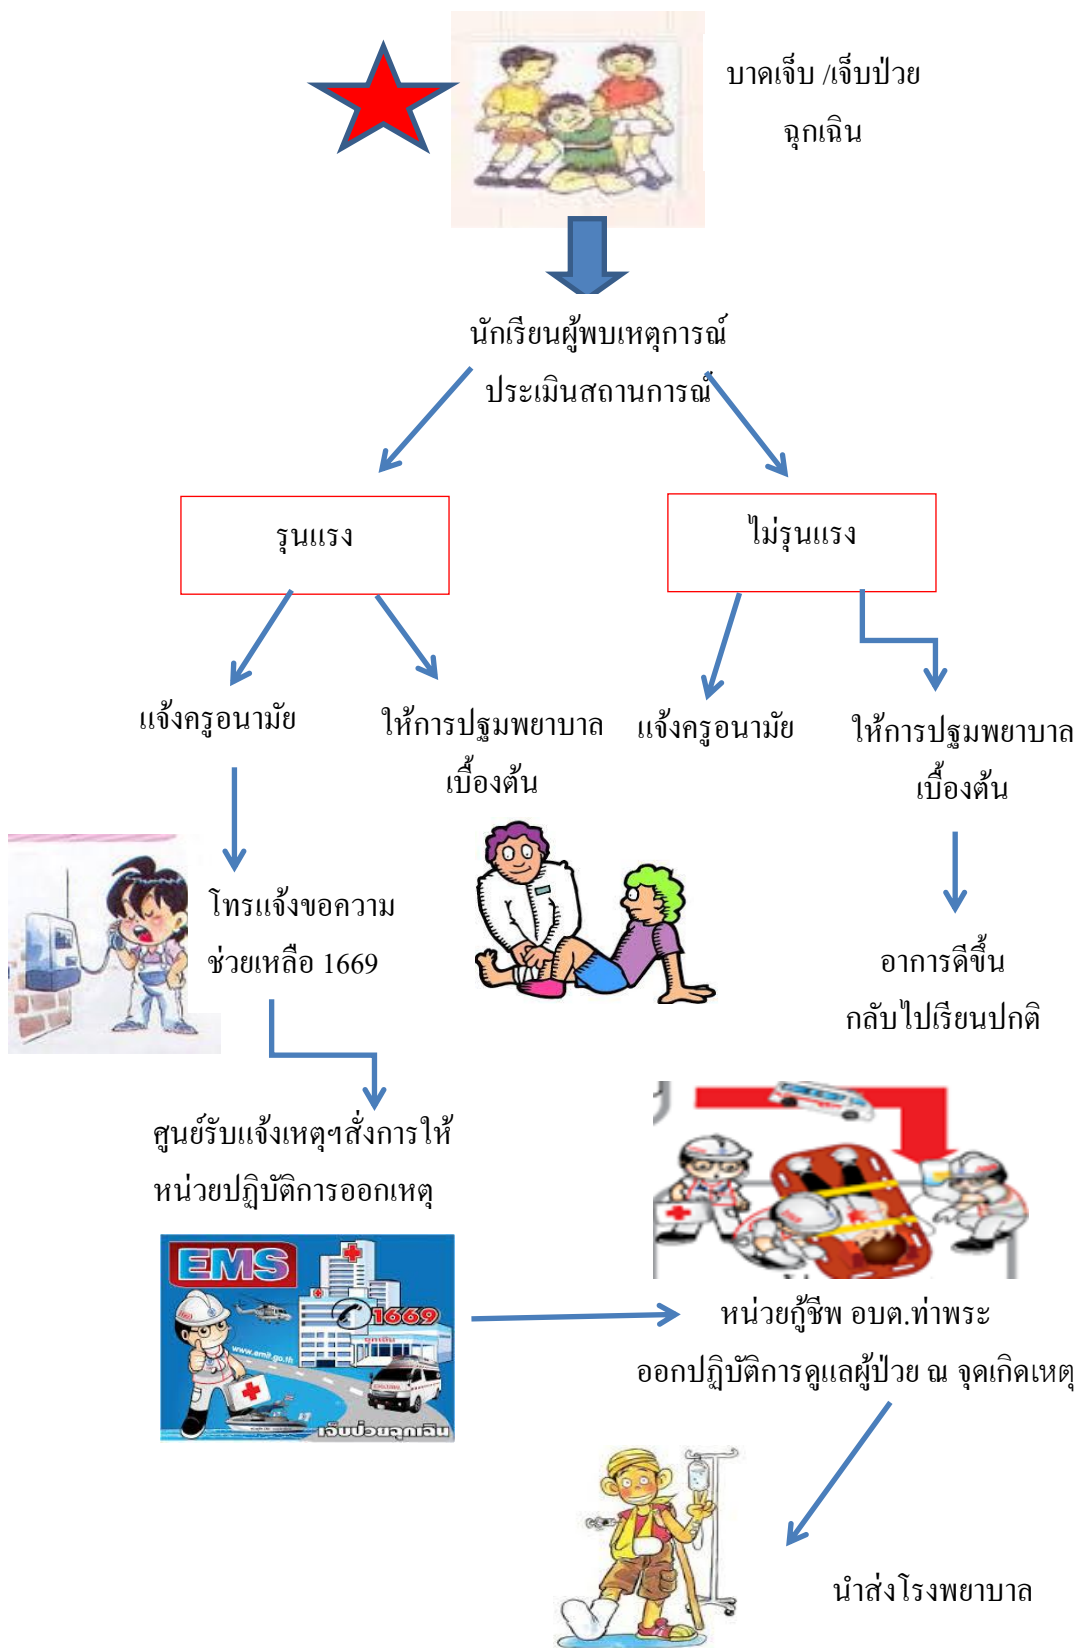 บาดเจ็บ /เจ็บป่วย
ฉุกเฉิน
นักเรียนผู้พบเหตุการณ์
ประเมินสถานการณ์
รุนแรง
ไม่รุนแรง
แจ้งครูอนามัย
ให้การปฐมพยาบาล
เบื้องต้น
แจ้งครูอนามัย
ให้การปฐมพยาบาล
เบื้องต้น
โทรแจ้งขอความ
ช่วยเหลือ 1669
อาการดีขึ้น
กลับไปเรียนปกติ
ศูนย์รับแจ้งเหตุฯสั่งการให้
หน่วยปฏิบัติการออกเหตุ
EMS
1669
ฉุกเฉิน
www.emit.go.th
เจ็บป่วยฉุกเฉิน
หน่วยกู้ชีพ อบต.ท่าพระ
ออกปฏิบัติการดูแลผู้ป่วย ณ จุดเกิดเหตุ
นำส่งโรงพยาบาล